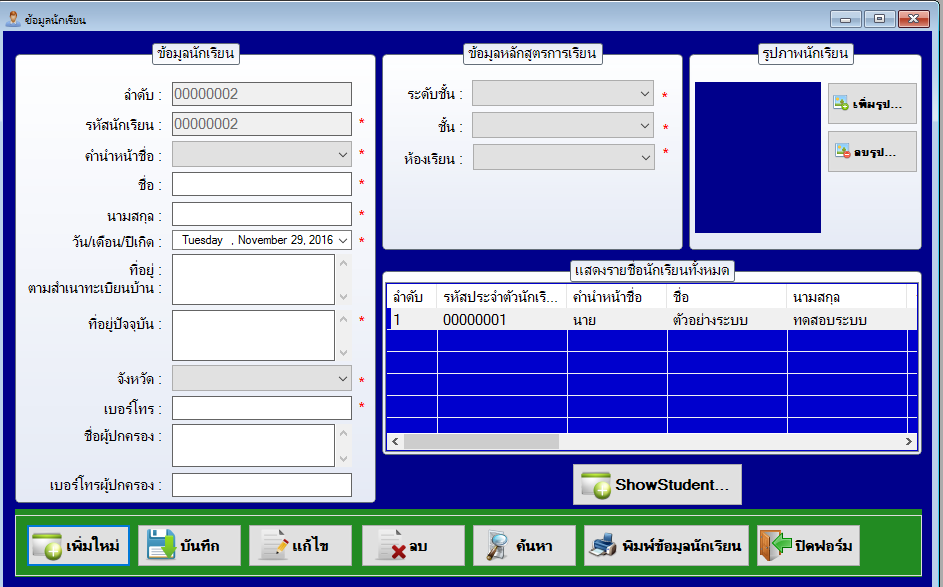 ข้อมูลนักเรียน
ข้อมูลนักเรียน
ลำดับ : 00000002
รหัสนักเรียน : 00000002 *
คำนำหน้าชื่อ : *
ชื่อ : *
นามสกุล : *
วัน/เดือน/ปีเกิด : Tuesday , November 29, 2016 *
ที่อยู่ :
ตามสำเนาทะเบียนบ้าน :
ที่อยู่ปัจจุบัน : *
จังหวัด : *
เบอร์โทร : *
ชื่อผู้ปกครอง :
เบอร์โทรผู้ปกครอง :
ข้อมูลหลักสูตรการเรียน
ระดับชั้น : *
ชั้น : *
ห้องเรียน : *
รูปภาพนักเรียน
เพิ่มรูป...
ลบรูป...
แสดงรายชื่อนักเรียนทั้งหมด
ลำดับ รหัสประจำตัวนักเรี... คำนำหน้าชื่อ ชื่อ นามสกุล
1 00000001 นาย ตัวอย่างระบบ ทดสอบระบบ
ShowStudent...
เพิ่มใหม่ บันทึก แก้ไข ลบ ค้นหา พิมพ์ข้อมูลนักเรียน ปิดฟอร์ม